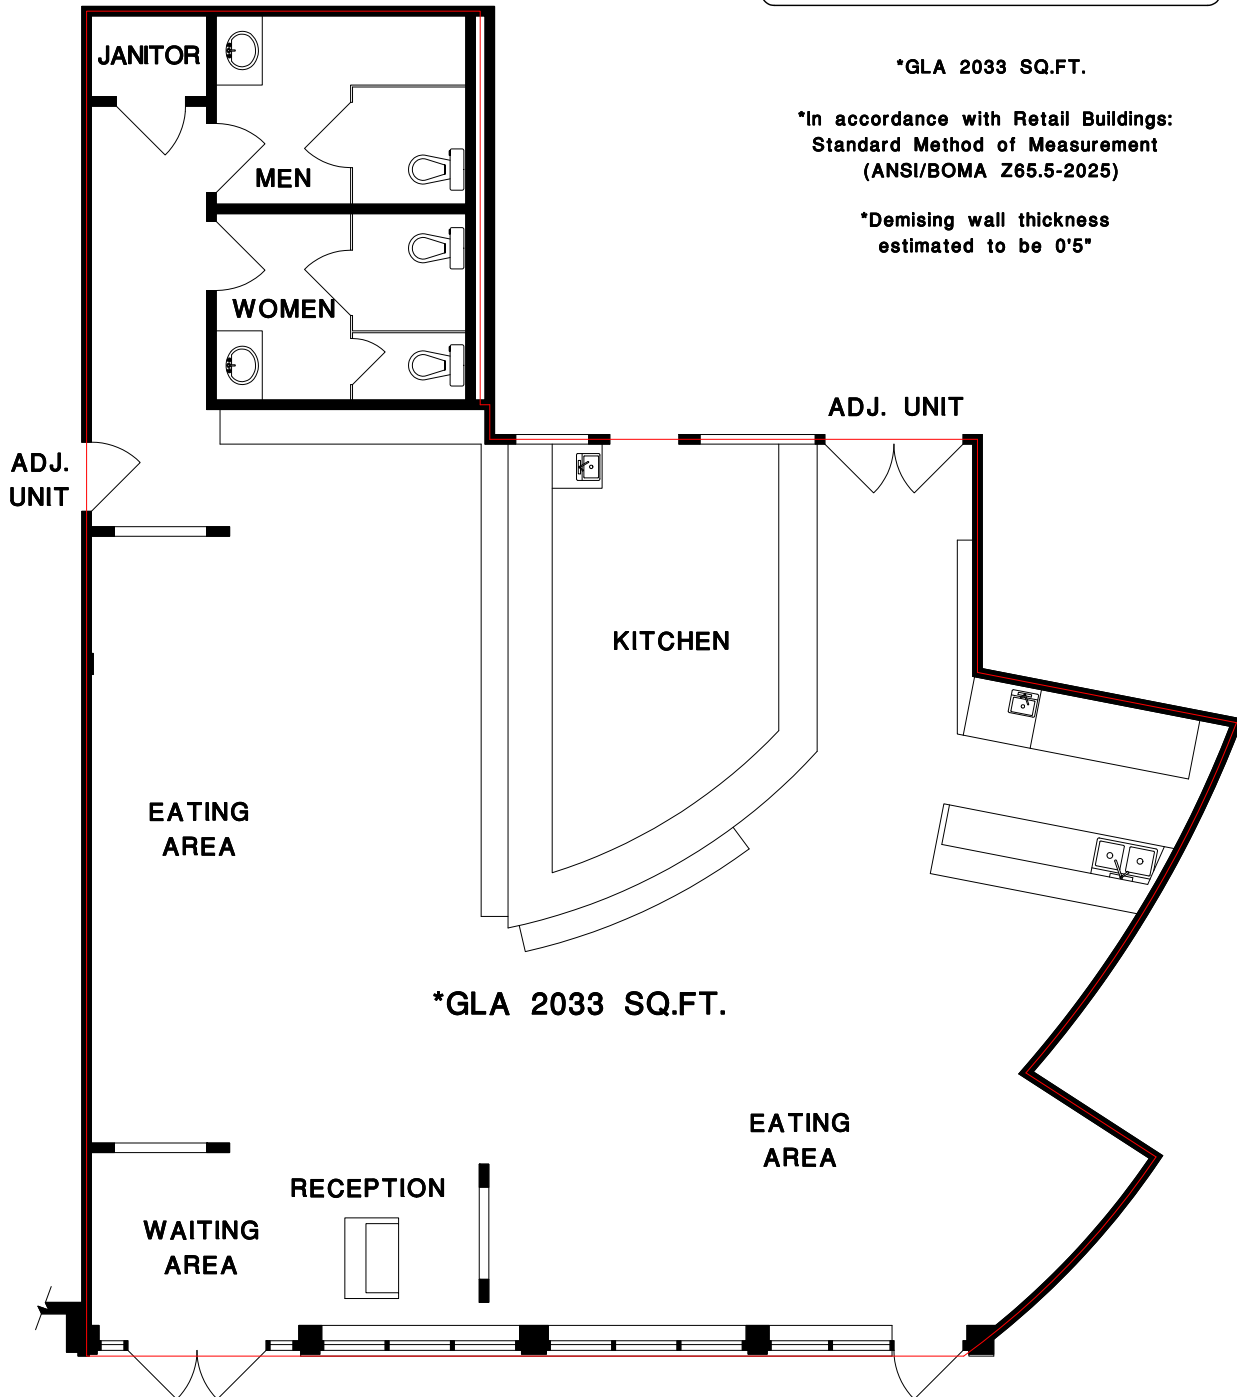 *GLA 2033 SQ.FT.
*In accordance with Retail Buildings:
Standard Method of Measurement
(ANSI/BOMA Z65.5-2025)
*Demising wall thickness
estimated to be 0'5"
JANITOR
MEN
WOMEN
ADJ. UNIT
ADJ.
UNIT
KITCHEN
EATING
AREA
*GLA 2033 SQ.FT.
EATING
AREA
RECEPTION
WAITING
AREA